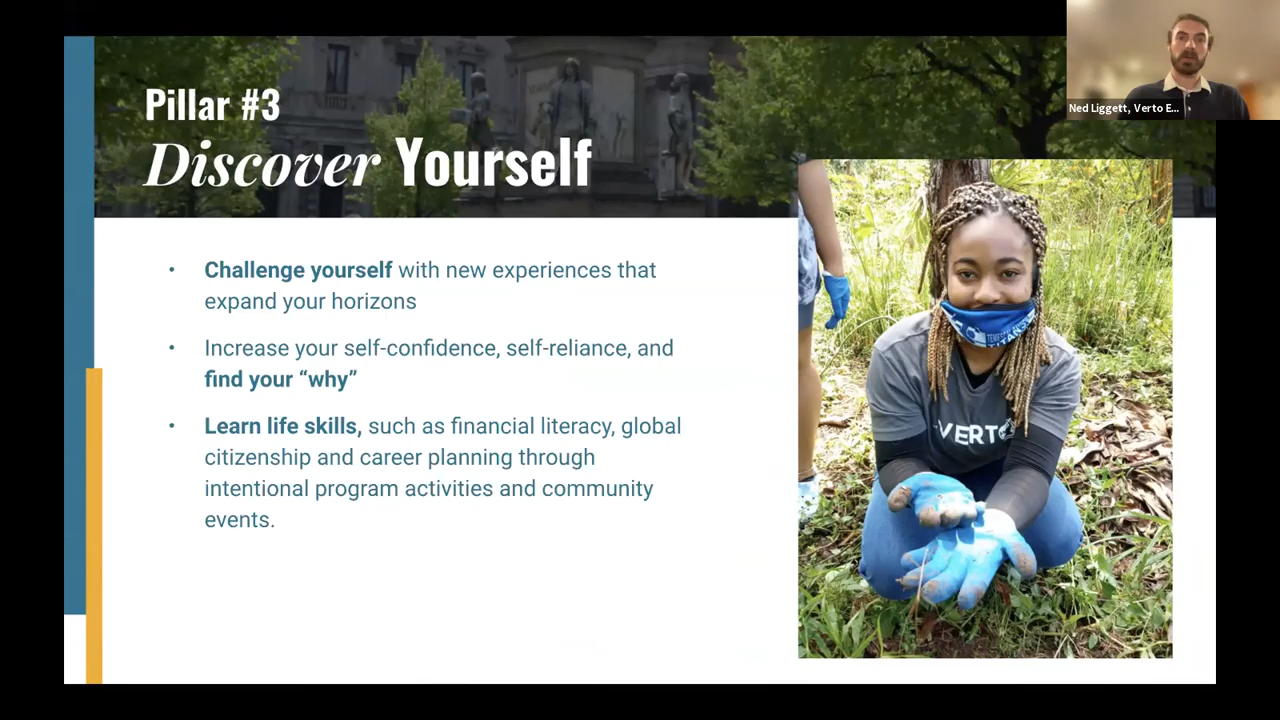 Pillar #3
Discover Yourself
Ned Liggett, Verto E...
• Challenge yourself with new experiences that
expand your horizons
• Increase your self-confidence, self-reliance, and
find your “why”
• Learn life skills, such as financial literacy, global
citizenship and career planning through
intentional program activities and community
events.
VERTO